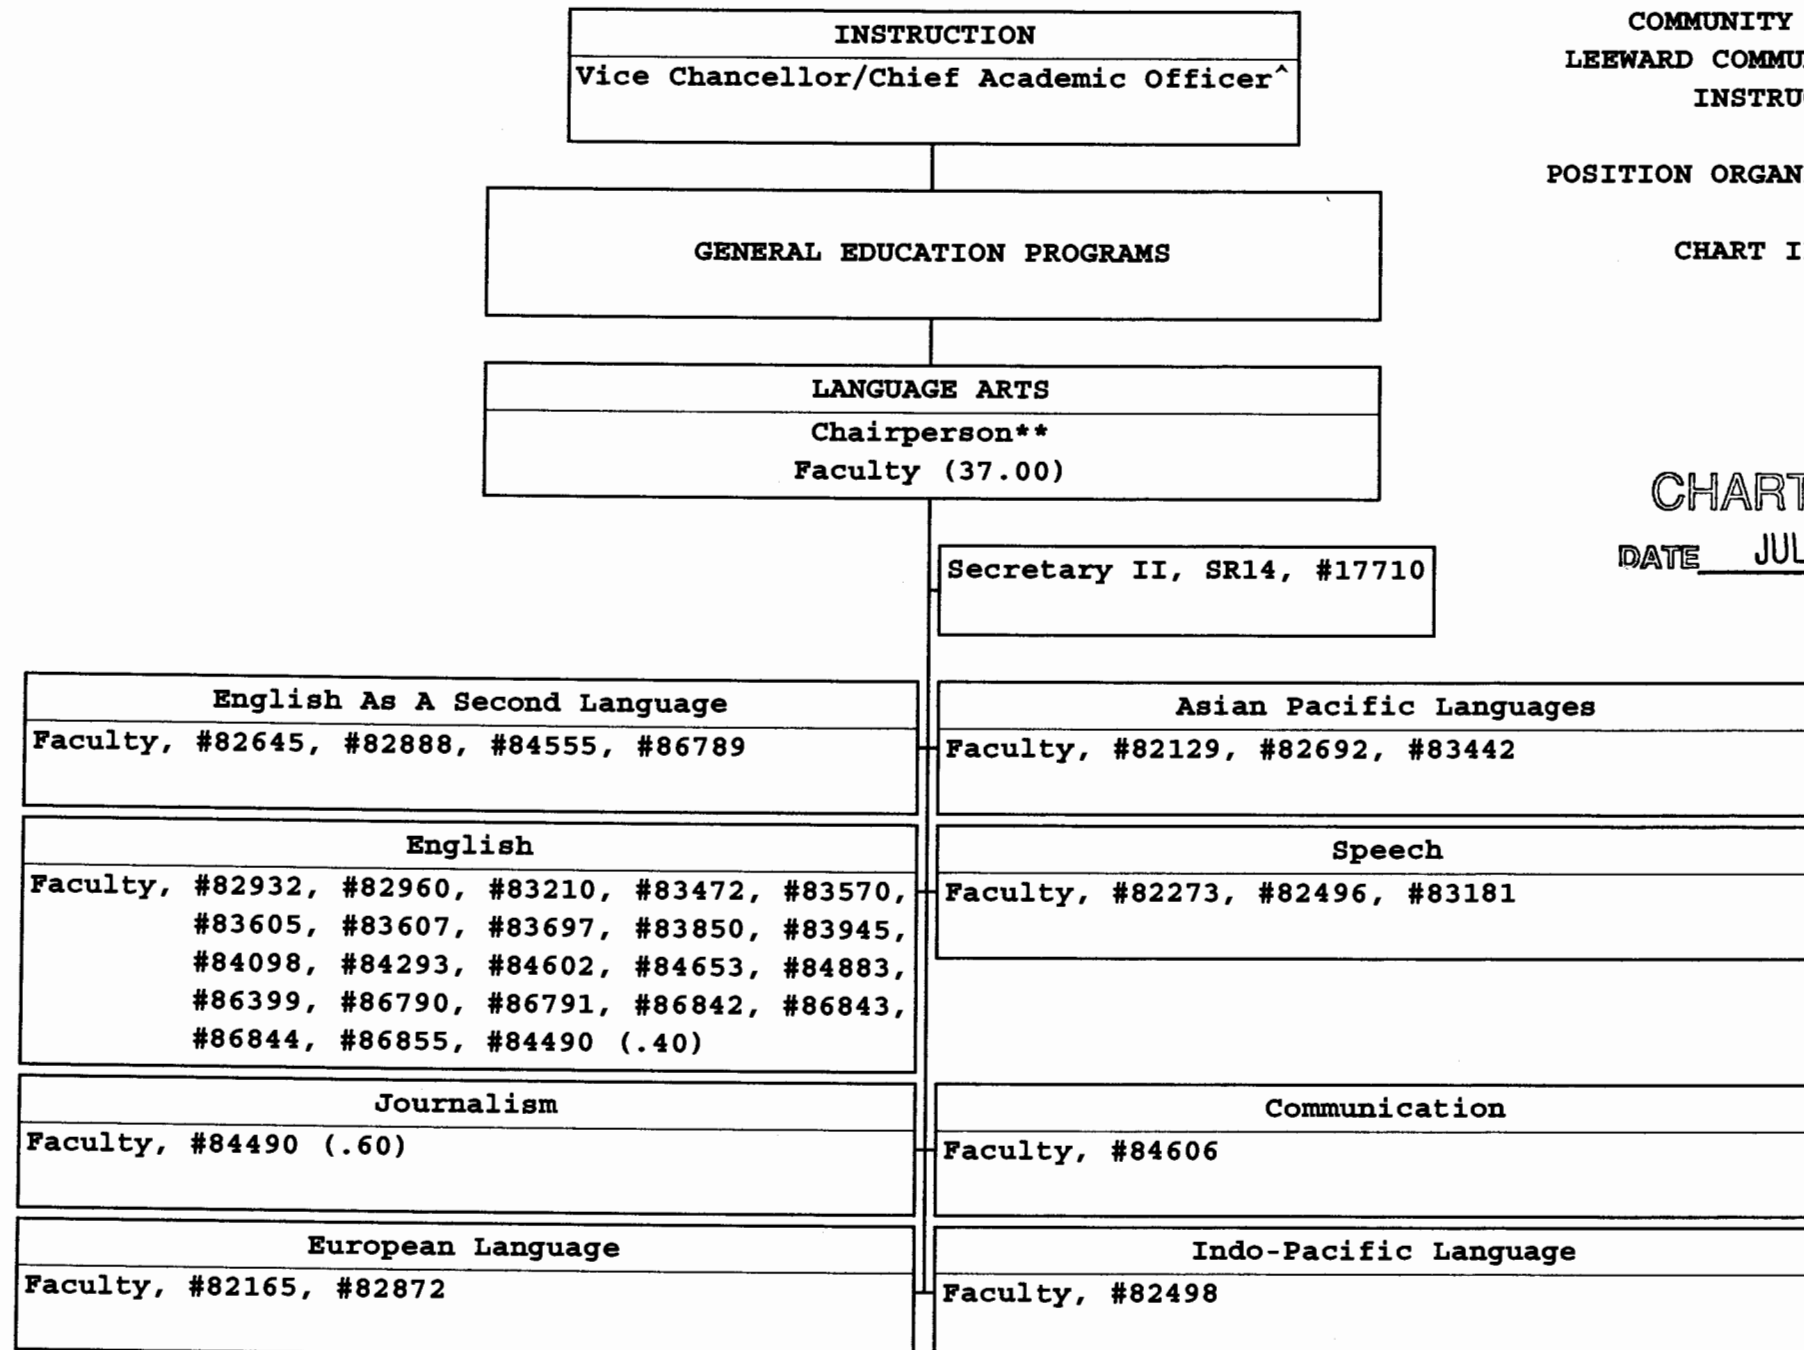 INSTRUCTION
Vice Chancellor/Chief Academic Officer^
COMMUNITY
LEEWARD COMMU
INSTRU
POSITION ORGAN
CHART I
GENERAL EDUCATION PROGRAMS
LANGUAGE ARTS
Chairperson**
Faculty (37.00)
CHART
DATE JUL
Secretary II, SR14, #17710
English As A Second Language
Faculty, #82645, #82888, #84555, #86789
Asian Pacific Languages
Faculty, #82129, #82692, #83442
English
Faculty, #82932, #82960, #83210, #83472, #83570,
#83605, #83607, #83697, #83850, #83945,
#84098, #84293, #84602, #84653, #84883,
#86399, #86790, #86791, #86842, #86843,
#86844, #86855, #84490 (.40)
Speech
Faculty, #82273, #82496, #83181
Journalism
Faculty, #84490 (.60)
Communication
Faculty, #84606
European Language
Faculty, #82165, #82872
Indo-Pacific Language
Faculty, #82498